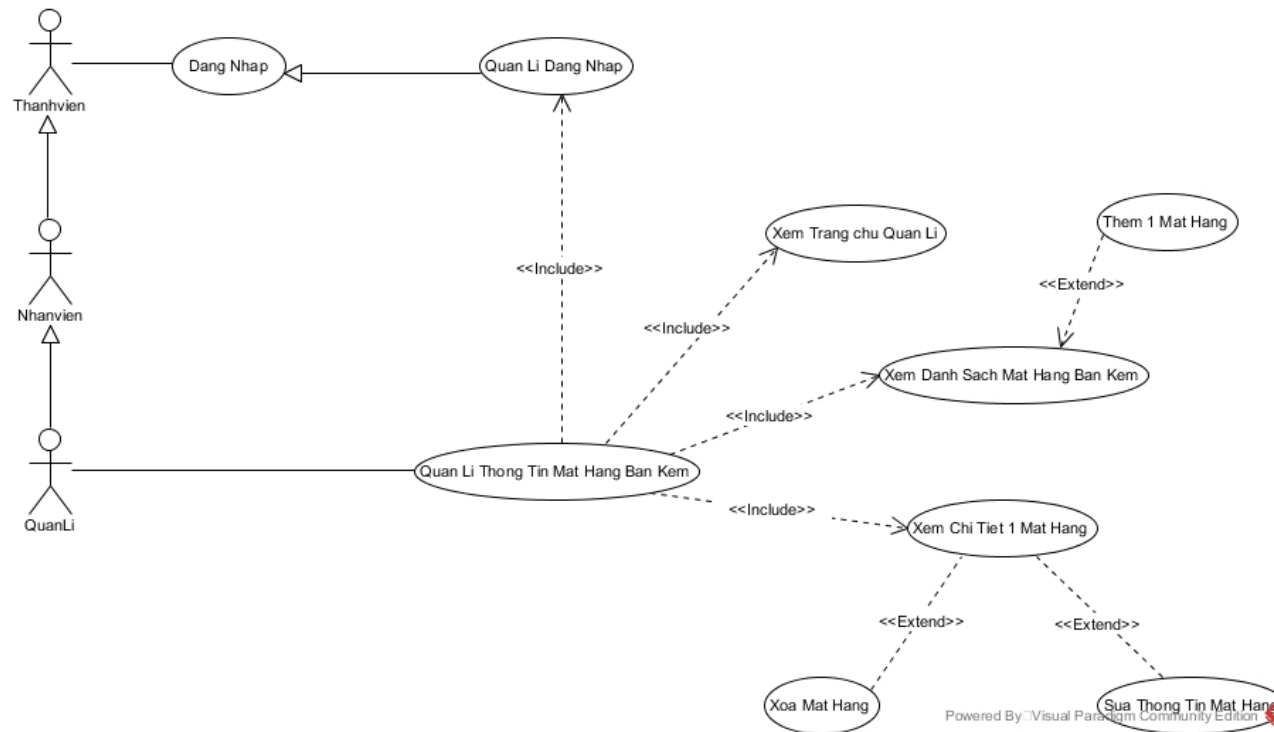 Dang Nhap
Quan Li Dang Nhap
Thanhvien
Xem Trang chu Quan Li
Them 1 Mat Hang
<<Include>>
<<Extend>>
Nhanvien
<<Include>>
Xem Danh Sach Mat Hang Ban Kem
<<Include>>
Quan Li Thong Tin Mat Hang Ban Kem
<<Include>>
QuanLi
Xem Chi Tiet 1 Mat Hang
<<Extend>>
<<Extend>>
Xoa Mat Hang
Sua Thong Tin Mat Hang
Powered By Visual Paradigm Community Edition